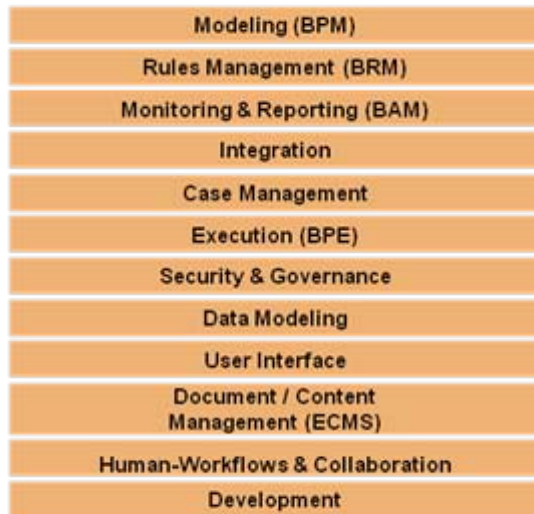 Modeling (BPM)
Rules Management (BRM)
Monitoring & Reporting (BAM)
Integration
Case Management
Execution (BPE)
Security & Governance
Data Modeling
User Interface
Document / Content
Management (ECMS)
Human-Workflows & Collaboration
Development